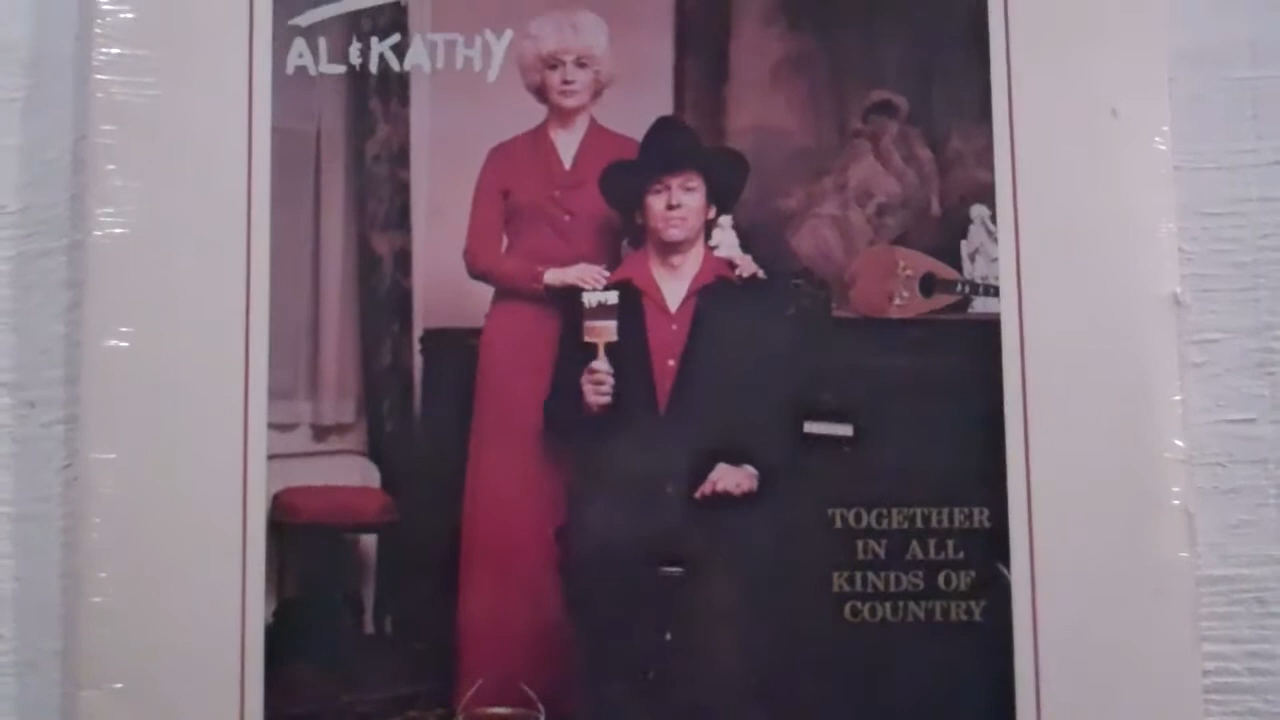 AL & KATHY
TOGETHER
IN ALL
KINDS OF
COUNTRY